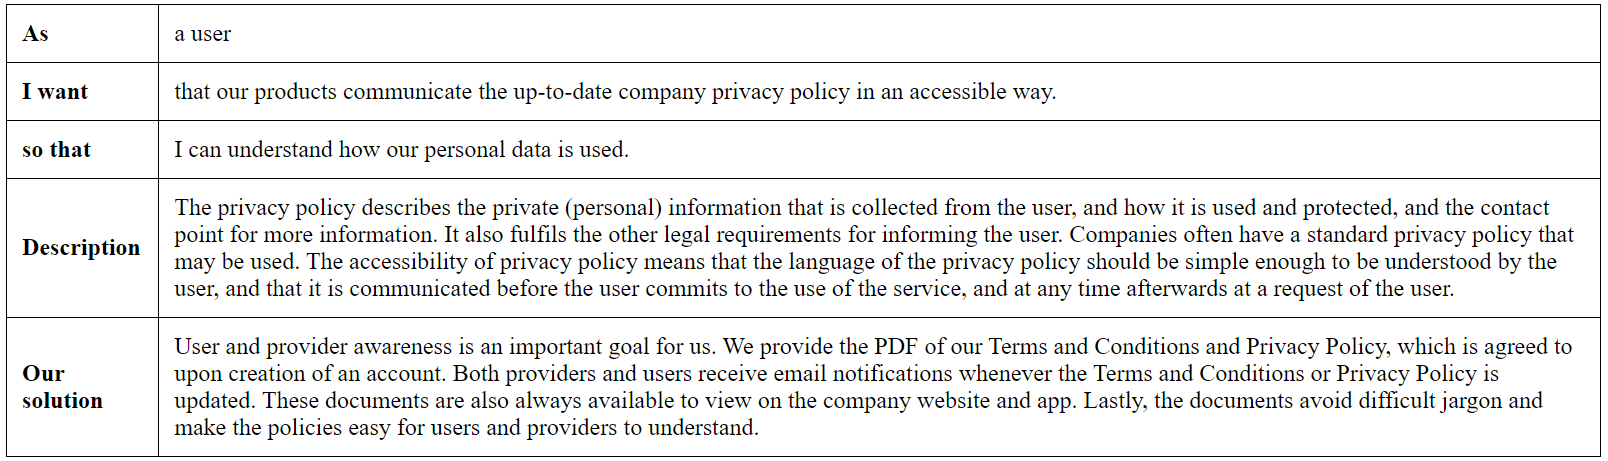 As a user
I want that our products communicate the up-to-date company privacy policy in an accessible way.
so that I can understand how our personal data is used.
Description
The privacy policy describes the private (personal) information that is collected from the user, and how it is used and protected, and the contact
point for more information. It also fulfils the other legal requirements for informing the user. Companies often have a standard privacy policy that
may be used. The accessibility of privacy policy means that the language of the privacy policy should be simple enough to be understood by the
user, and that it is communicated before the user commits to the use of the service, and at any time afterwards at a request of the user.
Our
solution
User and provider awareness is an important goal for us. We provide the PDF of our Terms and Conditions and Privacy Policy, which is agreed to
upon creation of an account. Both providers and users receive email notifications whenever the Terms and Conditions or Privacy Policy is
updated. These documents are also always available to view on the company website and app. Lastly, the documents avoid difficult jargon and
make the policies easy for users and providers to understand.